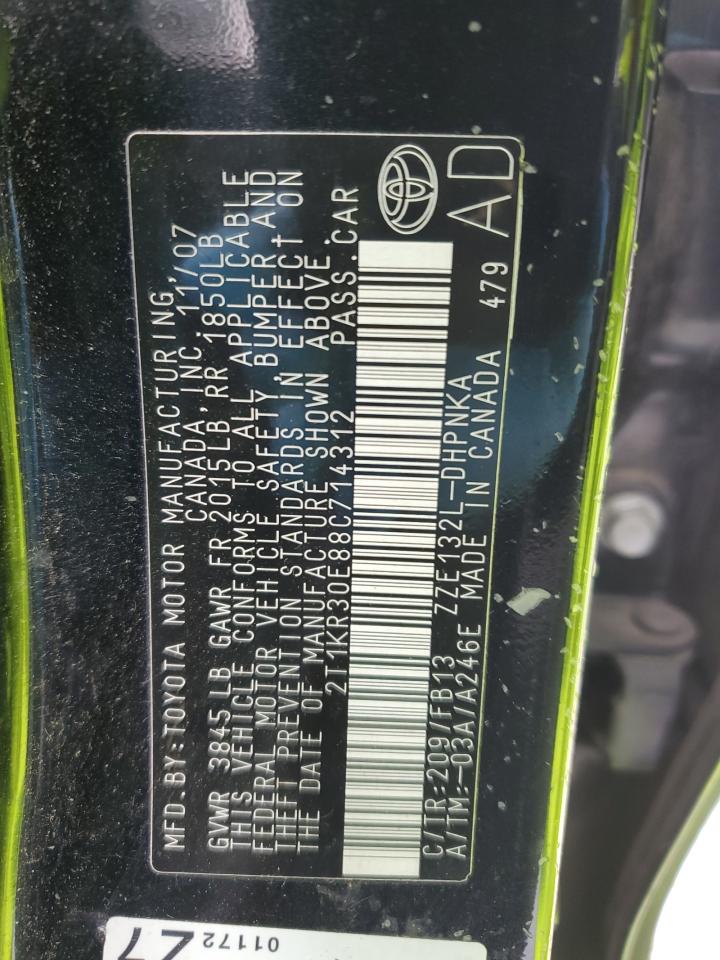 MFD.BY:TOYOTA MOTOR MANUFACTURING,
CANADA,INC. 11/07
GVWR 3845LB GAWR FR 2015LB,RR 1850LB
THIS VEHICLE CONFORMS TO ALL APPLICABLE
FEDERAL MOTOR VEHICLE SAFETY, BUMPER, AND
THEFT PREVENTION STANDARDS IN EFFECT ON
THE DATE OF MANUFACTURE SHOWN ABOVE.
2T1KR30E88C714312 PASS.CAR
C/TR:209/FB13 ZZE132L-DHPNKA
A/TM:-03A/A246E MADE IN CANADA 479 AD
01172